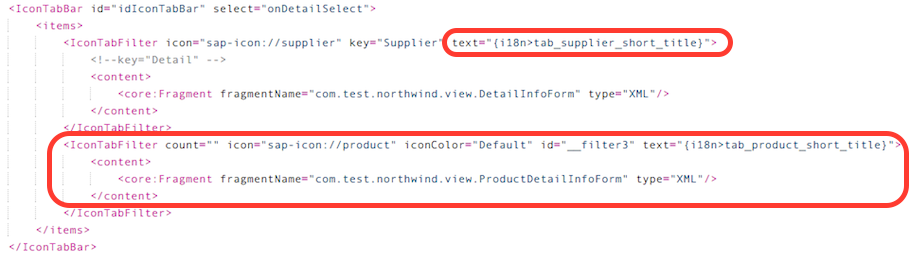 <IconTabBar id="idIconTabBar" select="onDetailSelect">
<items>
<IconTabFilter icon="sap-icon://supplier" key="Supplier" text="{i18n>tab_supplier_short_title}">
<!--key="Detail" -->
<content>
<core:Fragment fragmentName="com.test.northwind.view.DetailInfoForm" type="XML"/>
</content>
</IconTabFilter>
<IconTabFilter count="" icon="sap-icon://product" iconColor="Default" id="__filter3" text="{i18n>tab_product_short_title}">
<content>
<core:Fragment fragmentName="com.test.northwind.view.ProductDetailInfoForm" type="XML"/>
</content>
</IconTabFilter>
</items>
</IconTabBar>